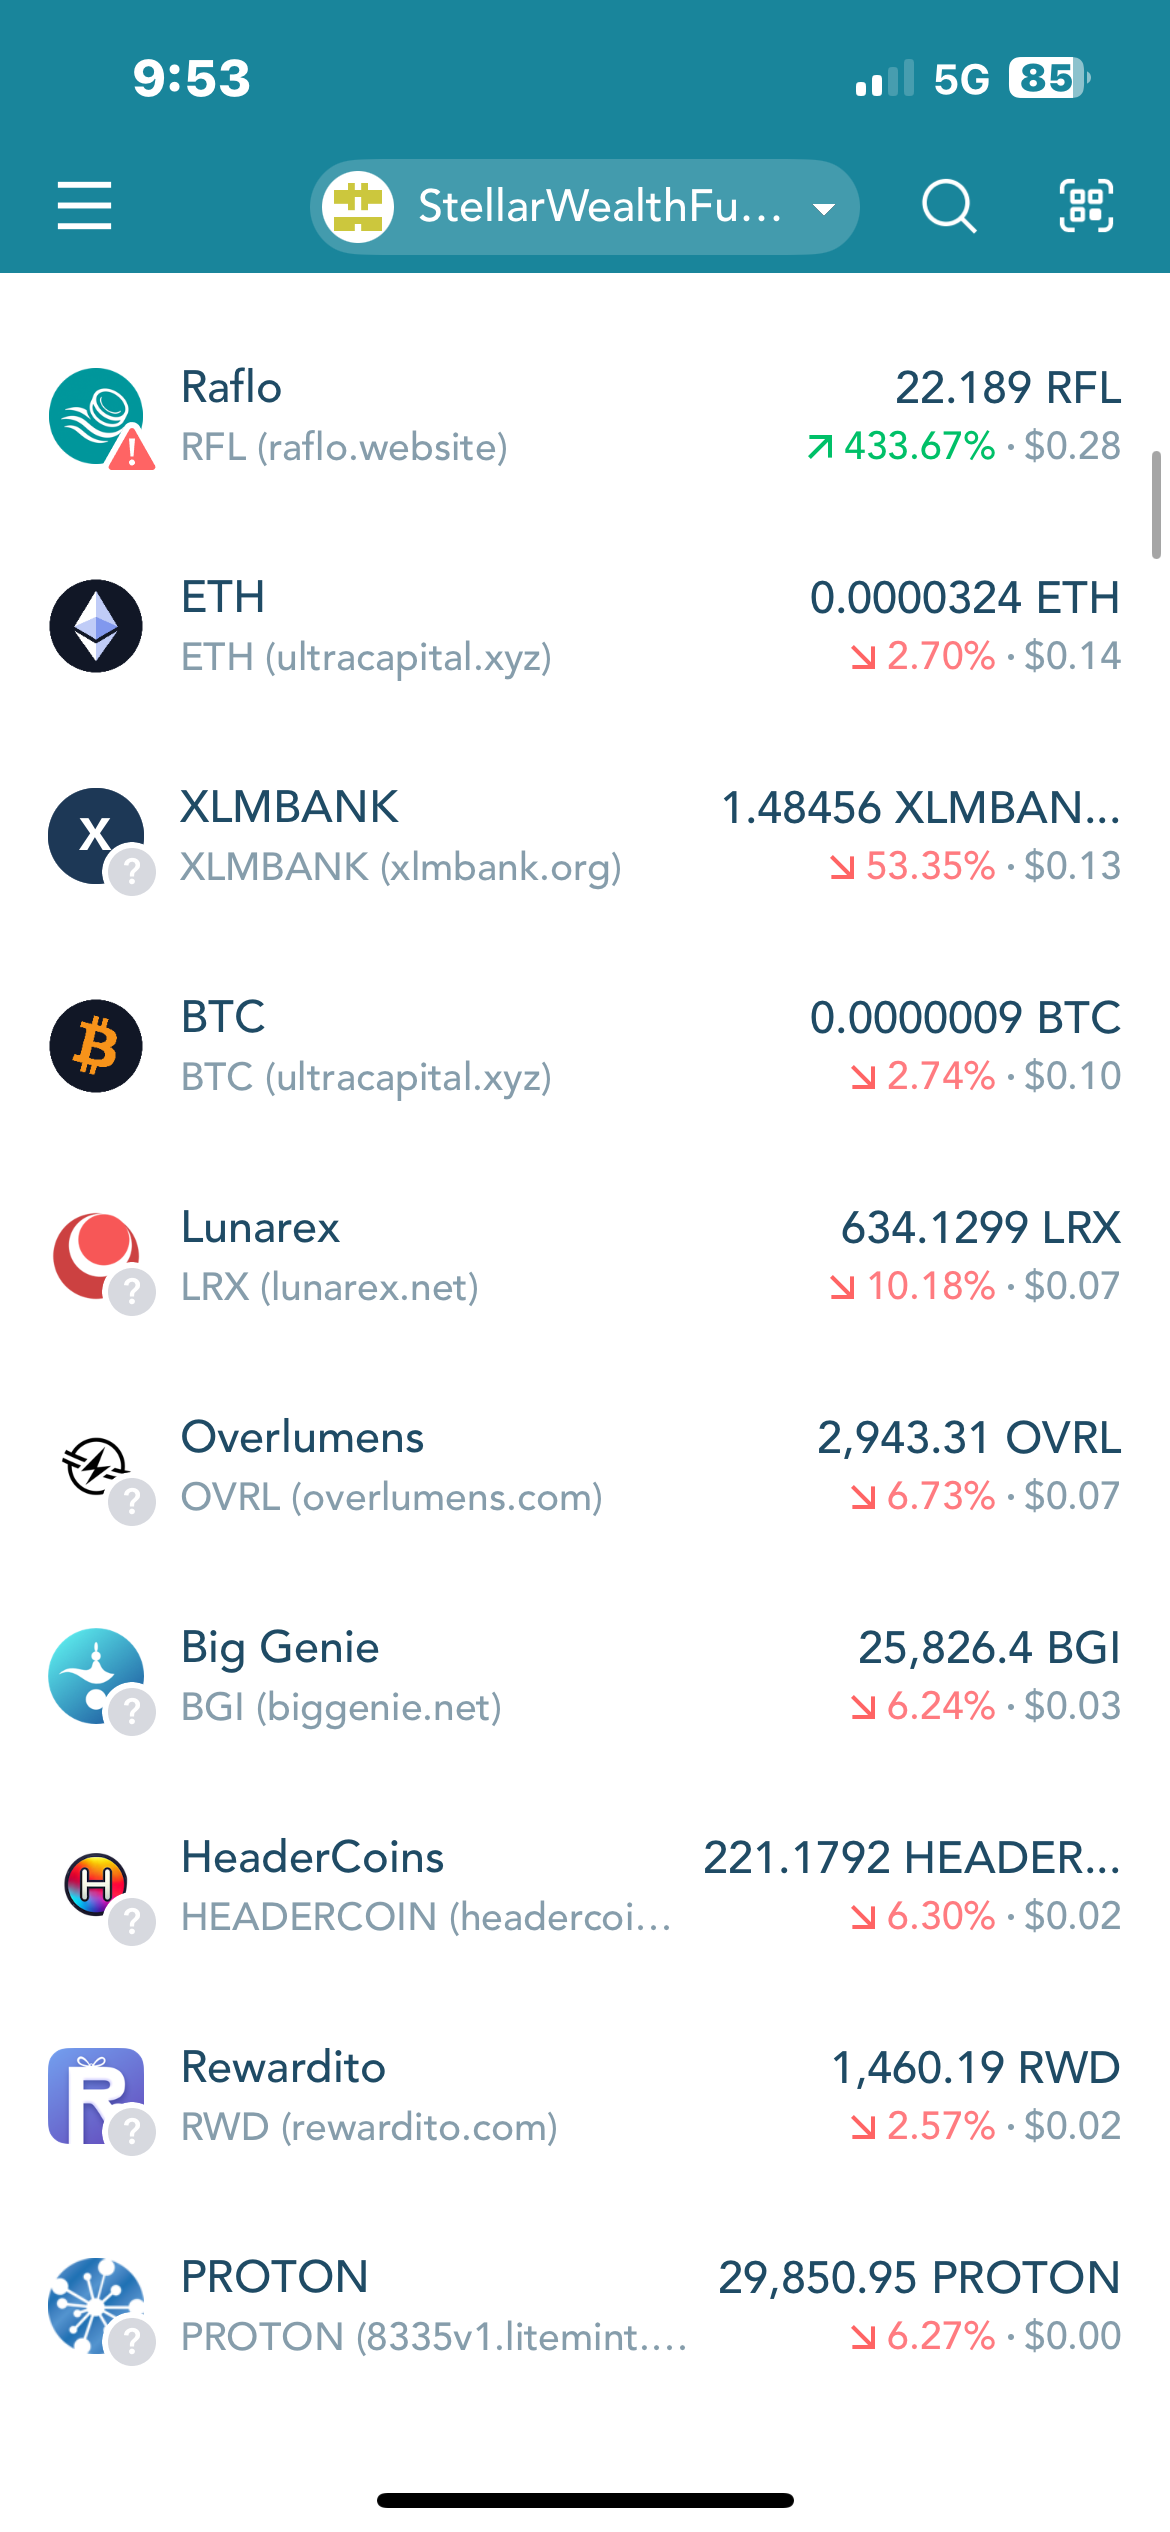 9:53
5G 85
StellarWealthFu...
Raflo
22.189 RFL
RFL (raflo.website)
433.67% · $0.28
ETH
0.0000324 ETH
ETH (ultracapital.xyz)
2.70% · $0.14
X
XLMBANK
1.48456 XLMBAN...
XLMBANK (xlmbank.org)
53.35% · $0.13
BTC
0.0000009 BTC
BTC (ultracapital.xyz)
2.74% · $0.10
Lunarex
634.1299 LRX
LRX (lunarex.net)
10.18% · $0.07
Overlumens
2,943.31 OVRL
OVRL (overlumens.com)
6.73% · $0.07
Big Genie
25,826.4 BGI
BGI (biggenie.net)
6.24% · $0.03
H
HeaderCoins
221.1792 HEADER...
HEADERCOIN (headercoi...
6.30% · $0.02
R
Rewardito
1,460.19 RWD
RWD (rewardito.com)
2.57% · $0.02
PROTON
29,850.95 PROTON
PROTON (8335v1.litemint....
6.27% · $0.00